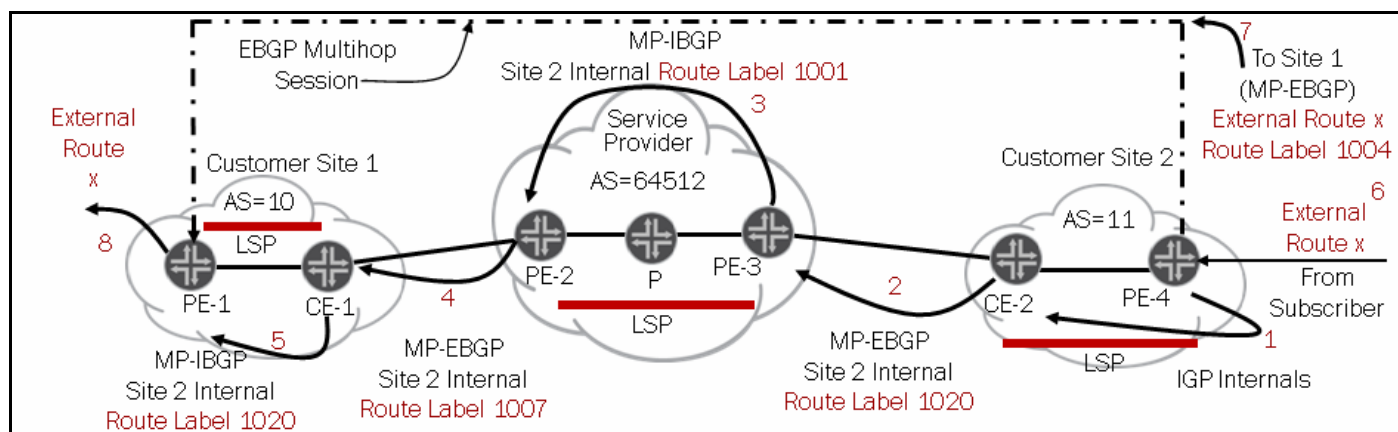 EBGP Multihop
Session
MP-IBGP
Site 2 Internal Route Label 1001
3
7
To Site 1
(MP-EBGP)
External Route x
Route Label 1004
External
Route
x
8
Customer Site 1
AS=10
LSP
PE-1
CE-1
Service
Provider
AS=64512
PE-2
P
PE-3
LSP
Customer Site 2
AS=11
CE-2
PE-4
LSP
6
External
Route x
From
Subscriber
1
IGP Internals
2
MP-EBGP
Site 2 Internal
Route Label 1020
4
MP-EBGP
Site 2 Internal
Route Label 1007
5
MP-IBGP
Site 2 Internal
Route Label 1020